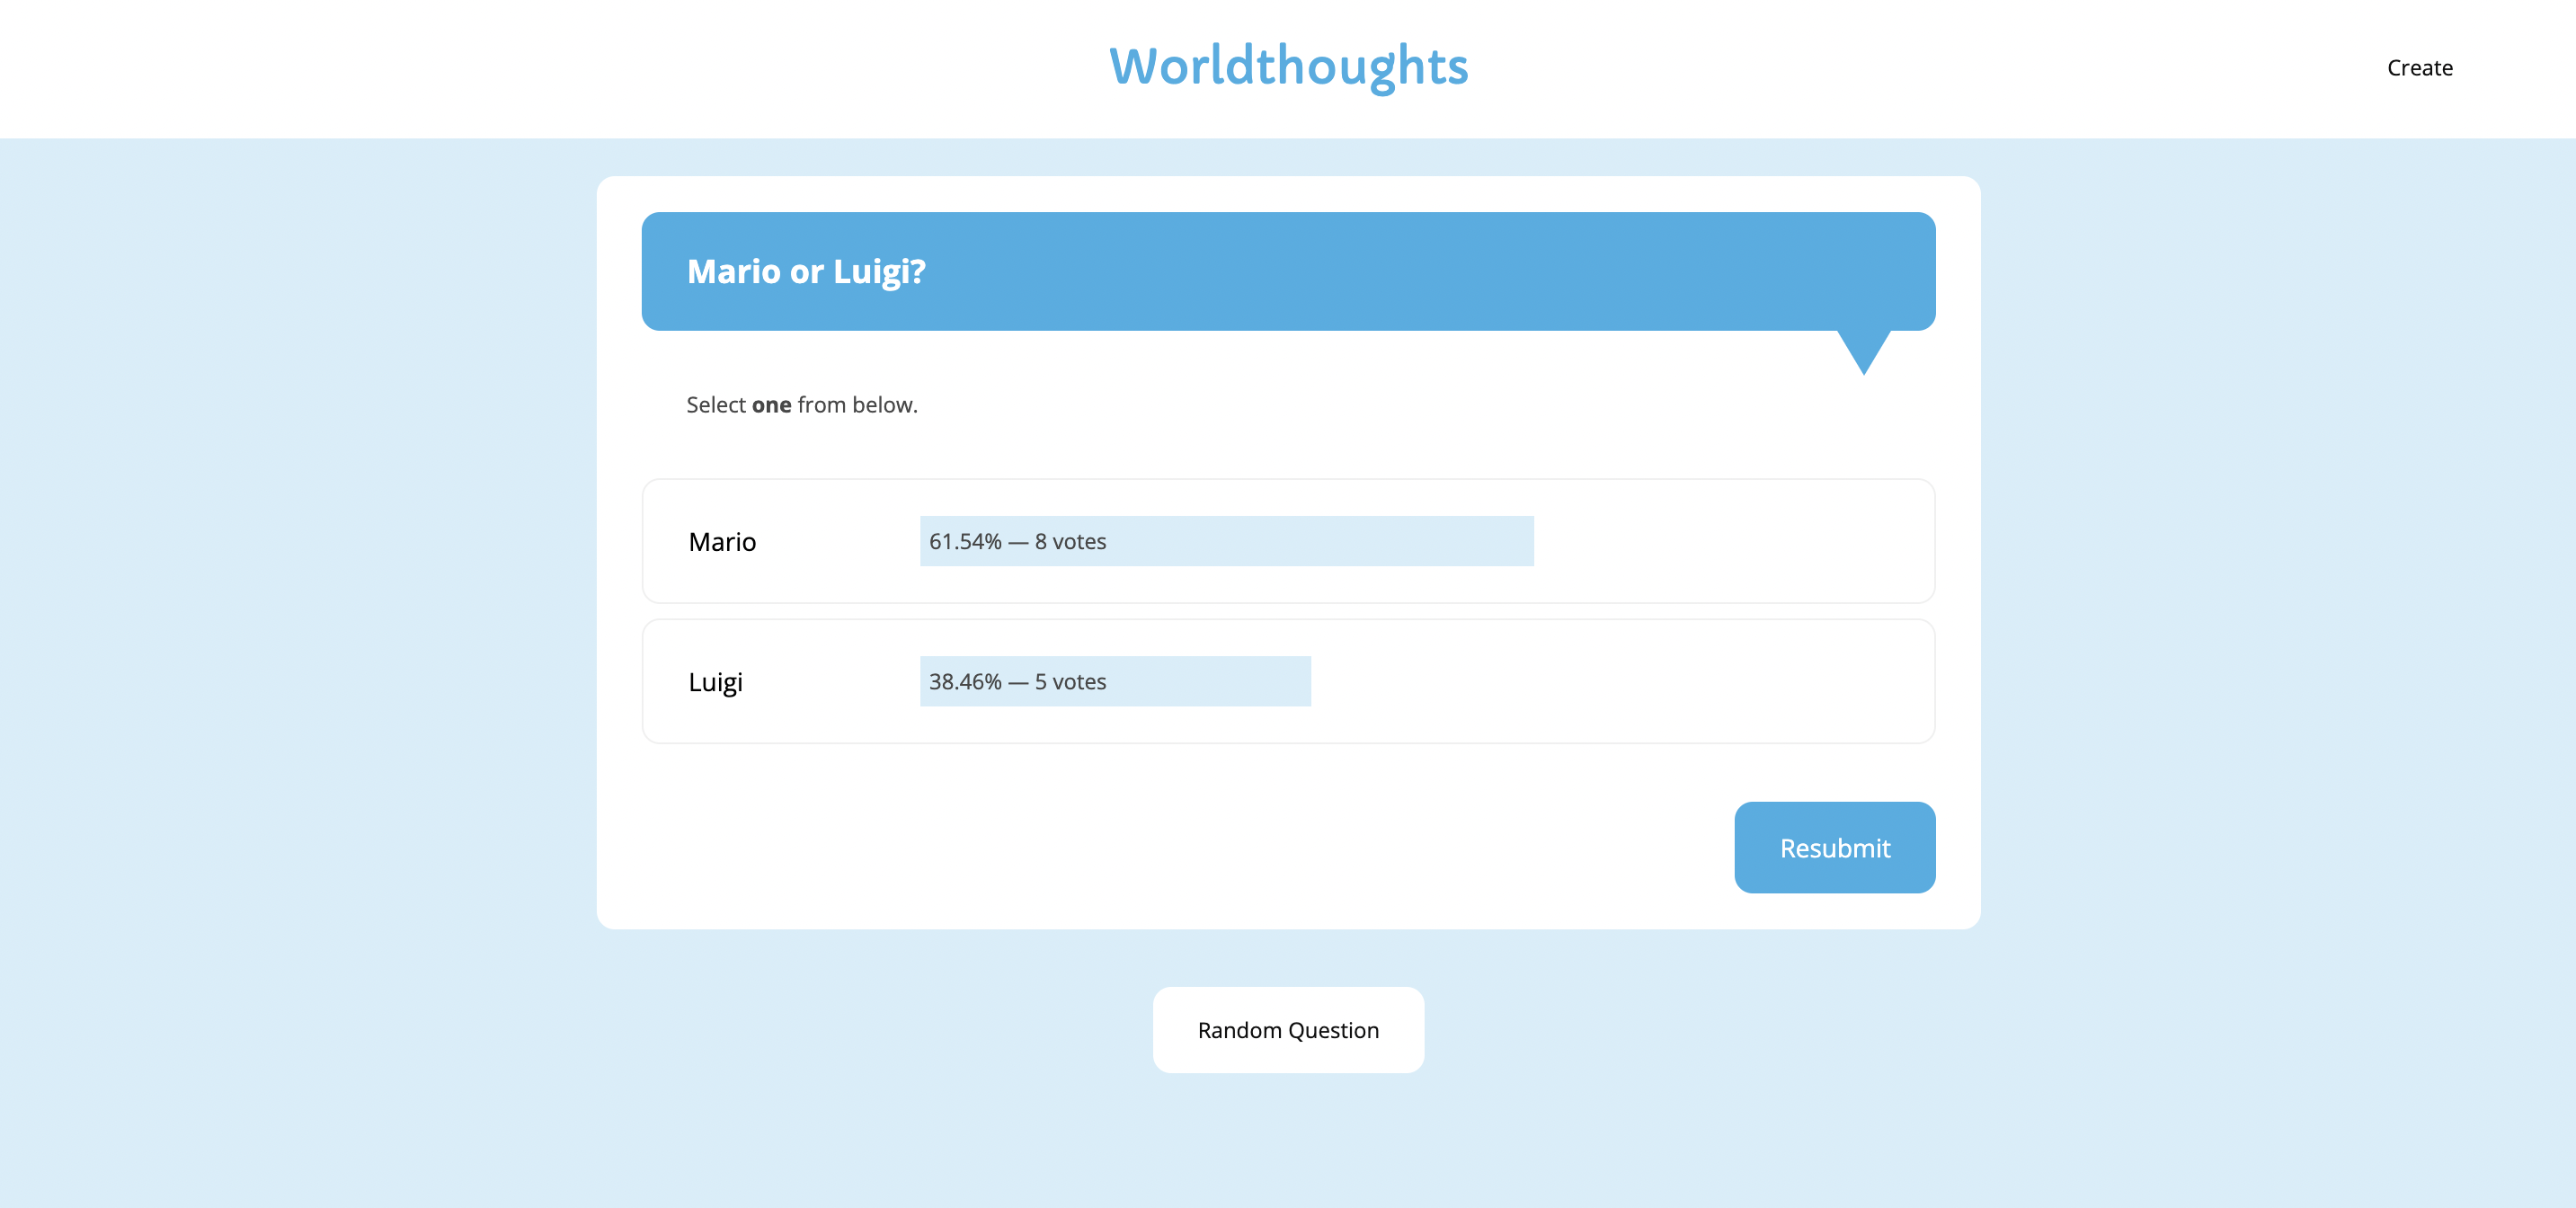 Worldthoughts
Create
Mario or Luigi?
Select one from below.
Mario
61.54% — 8 votes
Luigi
38.46% — 5 votes
Resubmit
Random Question